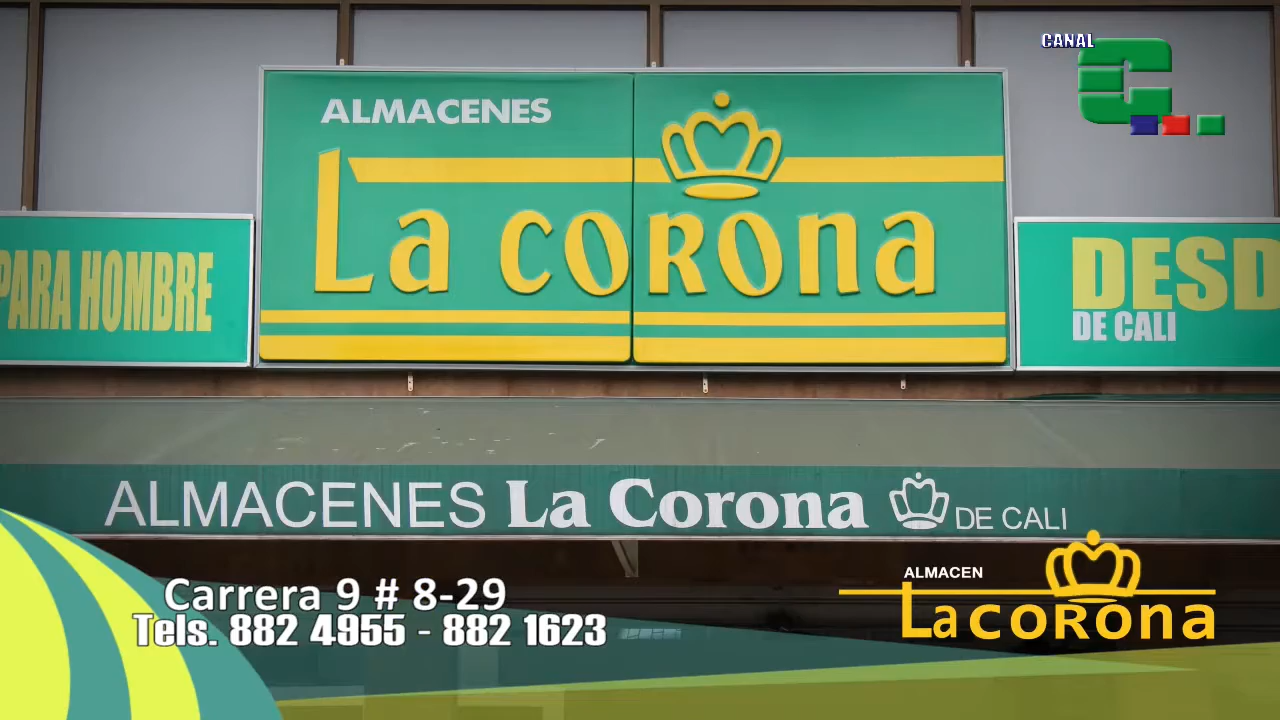 CANAL
ALMACENES
La corona
PARA HOMBRE
DE CALI
ALMACENES La Corona DE CALI
Carrera 9 # 8-29
Tels. 882 4955 - 882 1623
ALMACEN
La corona